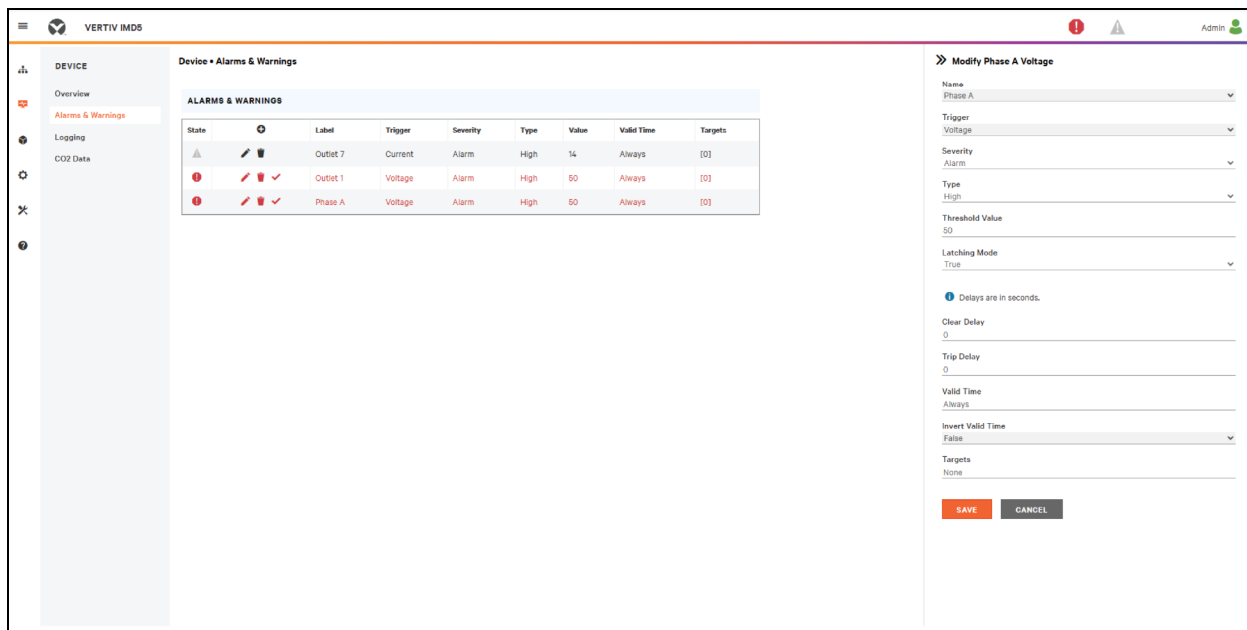 VERTIV IMD5
Admin
DEVICE
Overview
Alarms & Warnings
Logging
CO2 Data
Device • Alarms & Warnings
ALARMS & WARNINGS
State Label Trigger Severity Type Value Valid Time Targets
Outlet 7 Current Alarm High 14 Always [0]
Outlet 1 Voltage Alarm High 50 Always [0]
Phase A Voltage Alarm High 50 Always [0]
Modify Phase A Voltage
Name
Phase A
Trigger
Voltage
Severity
Alarm
Type
High
Threshold Value
50
Latching Mode
True
Delays are in seconds.
Clear Delay
0
Trip Delay
0
Valid Time
Always
Invert Valid Time
False
Targets
None
SAVE CANCEL